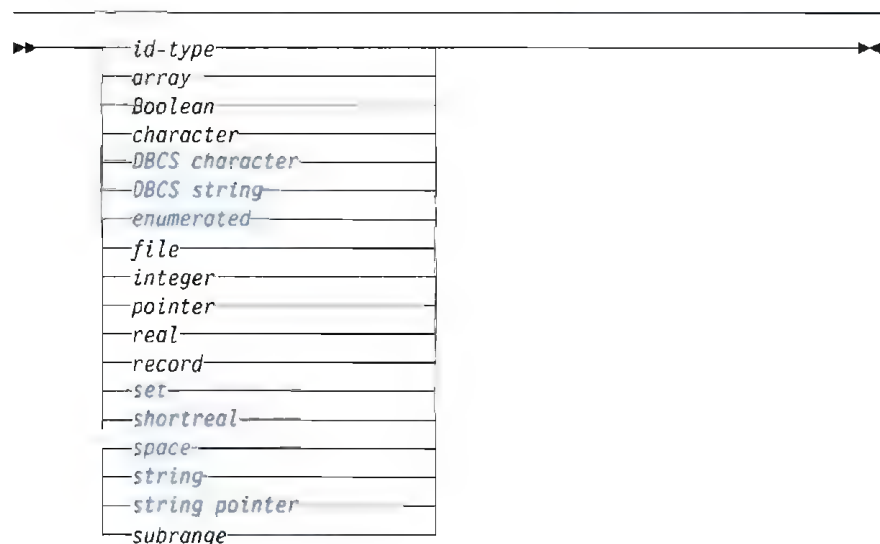 id-type
array
Boolean
character
DBCS character
DBCS string
enumerated
file
integer
pointer
real
record
set
shortreal
space
string
string pointer
subrange